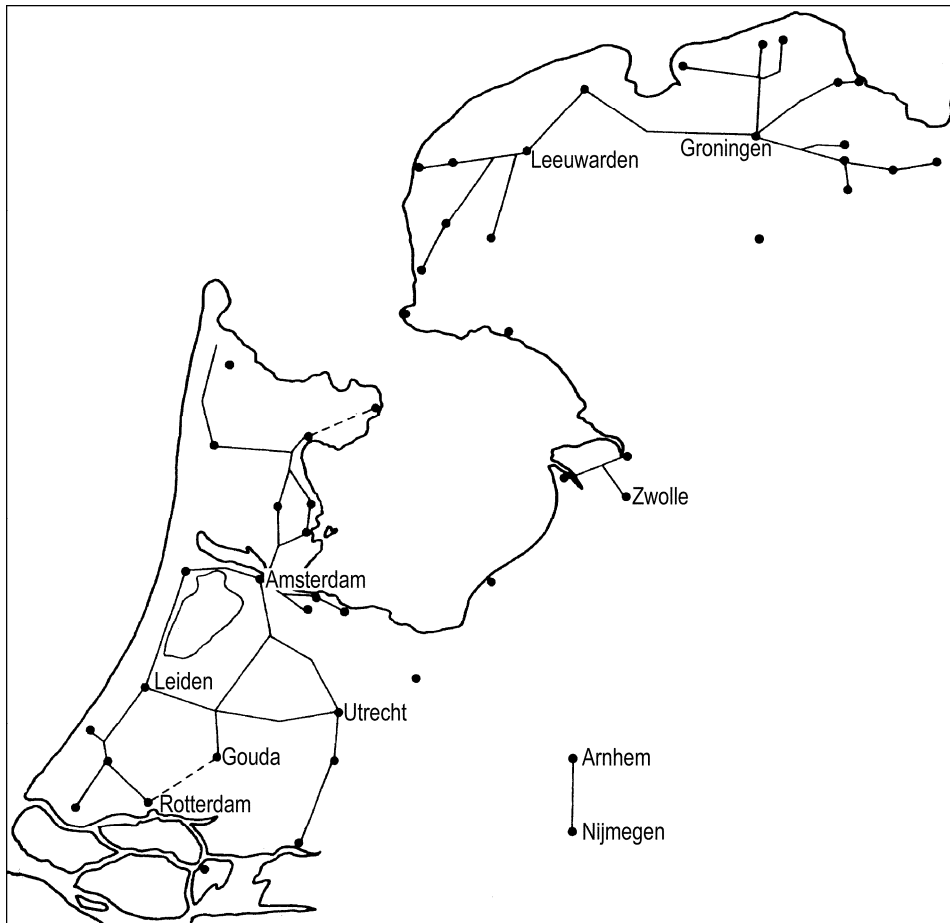 Leeuwarden
Groningen
Zwolle
Amsterdam
Leiden
Utrecht
Gouda
Arnhem
Rotterdam
Nijmegen